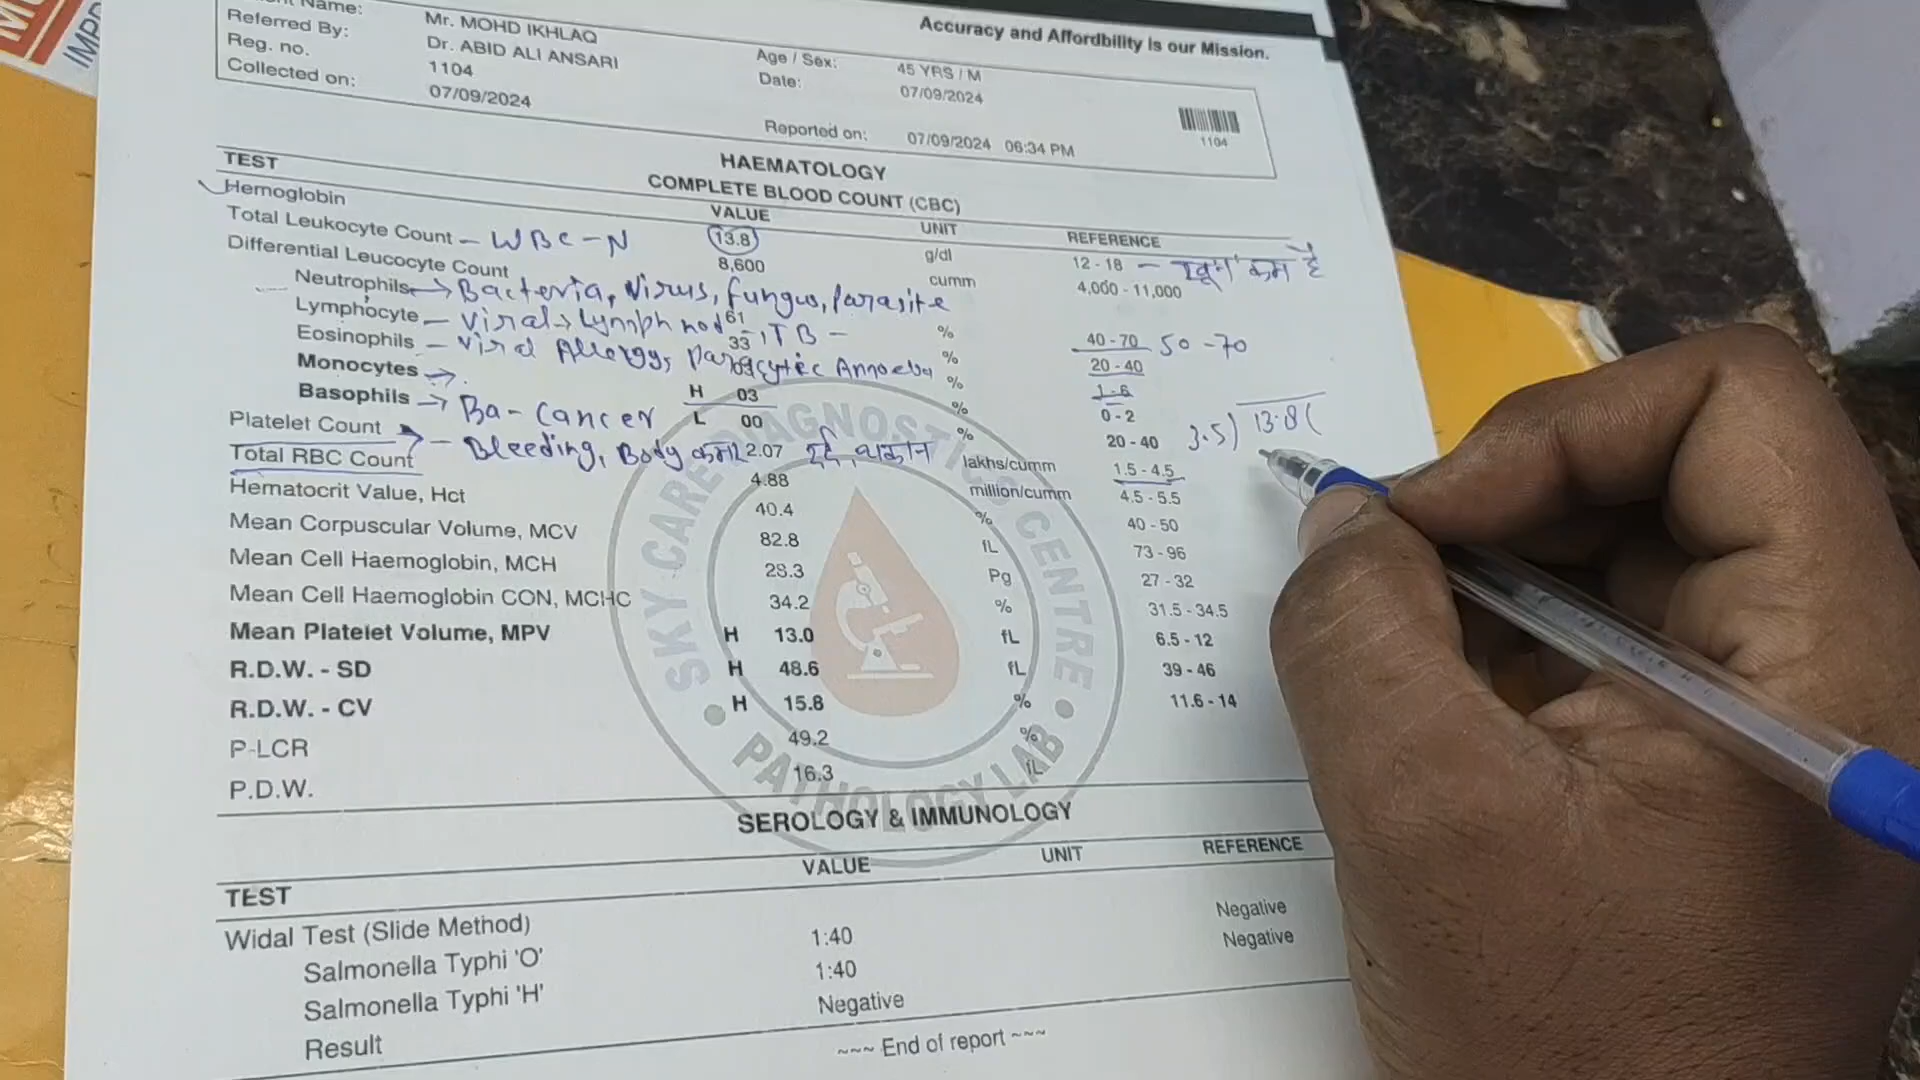 Name:
Mr. MOHD IKHLAQ
Accuracy and Affordbility is our Mission.
Referred By:
Dr. ABID ALI ANSARI
Age / Sex:
45 YRS / M
Reg. no.
1104
Date:
07/09/2024
Collected on:
07/09/2024
Reported on:
07/09/2024 06:34 PM
1104
HAEMATOLOGY
COMPLETE BLOOD COUNT (CBC)
TEST
VALUE
UNIT
REFERENCE
Hemoglobin
13.8
g/dl
12 - 18 - खून कम है
Total Leukocyte Count - WBC - N
8,600
cumm
4,000 - 11,000
Differential Leucocyte Count
Neutrophils → Bacteria, Virus, fungus, parasite
61
%
40 - 70 50 - 70
Lymphocyte - Viral → Lymph nod -, TB -
33
%
20 - 40
Eosinophils - Viral Allergy, Paracytic Amoeba
%
1 - 6
Monocytes →
H 03
%
0 - 2
Basophils → Ba - cancer
L 00
%
20 - 40
3.5) 13.8 (
Platelet Count → - Bleeding, Body
2.07 दर्द, थकान
lakhs/cumm
1.5 - 4.5
Total RBC Count
4.88
million/cumm
4.5 - 5.5
Hematocrit Value, Hct
40.4
%
40 - 50
Mean Corpuscular Volume, MCV
82.8
fL
73 - 96
Mean Cell Haemoglobin, MCH
28.3
Pg
27 - 32
Mean Cell Haemoglobin CON, MCHC
34.2
%
31.5 - 34.5
Mean Platelet Volume, MPV
H 13.0
fL
6.5 - 12
R.D.W. - SD
H 48.6
fL
39 - 46
R.D.W. - CV
H 15.8
%
11.6 - 14
P-LCR
49.2
%
P.D.W.
16.3
fL
SKY CARE DIAGNOSTICS CENTRE
PATHOLOGY LAB
SEROLOGY & IMMUNOLOGY
TEST
VALUE
UNIT
REFERENCE
Widal Test (Slide Method)
Salmonella Typhi 'O'
1:40
Negative
Salmonella Typhi 'H'
1:40
Negative
Result
Negative
~~~ End of report ~~~